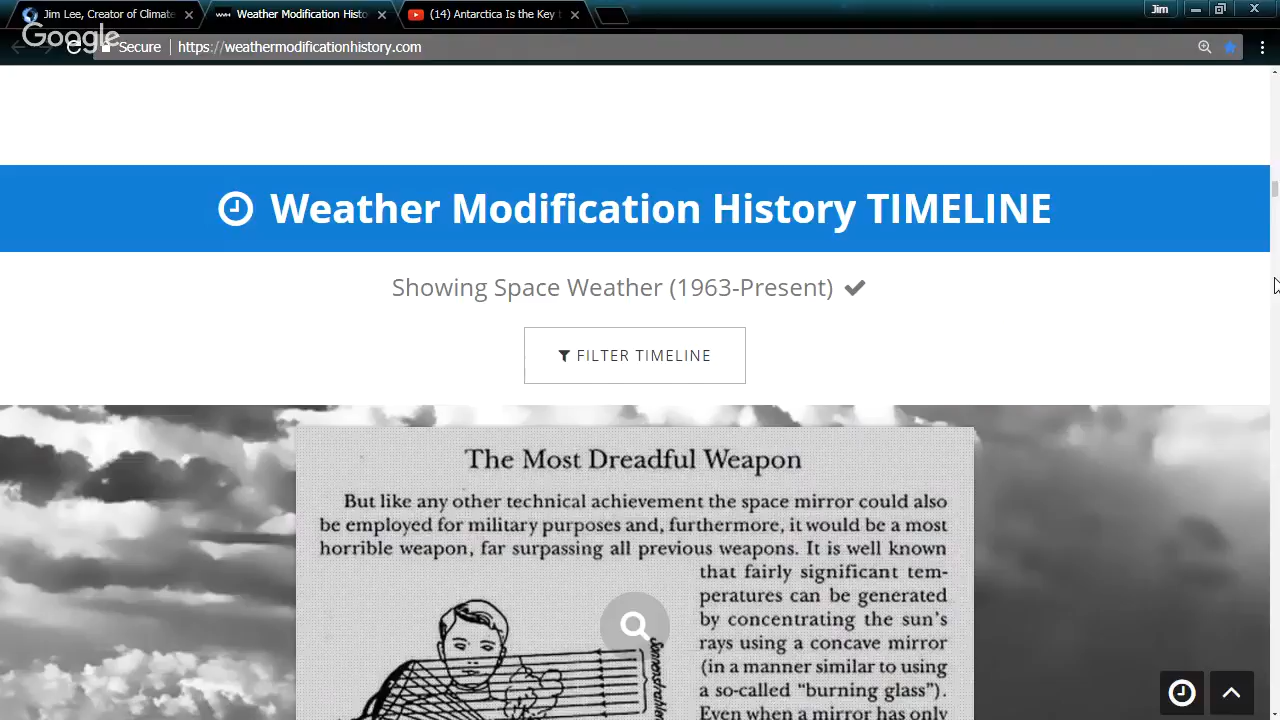 Jim Lee, Creator of Climate
Weather Modification Histo
(14) Antarctica Is the Key t
Jim
Google
Secure
https://weathermodificationhistory.com
Weather Modification History TIMELINE
Showing Space Weather (1963-Present)
FILTER TIMELINE
The Most Dreadful Weapon
But like any other technical achievement the space mirror could also
be employed for military purposes and, furthermore, it would be a most
horrible weapon, far surpassing all previous weapons. It is well known
that fairly significant tem-
peratures can be generated
by concentrating the sun's
rays using a concave mirror
(in a manner similar to using
a so-called "burning glass").
Even when a mirror has only